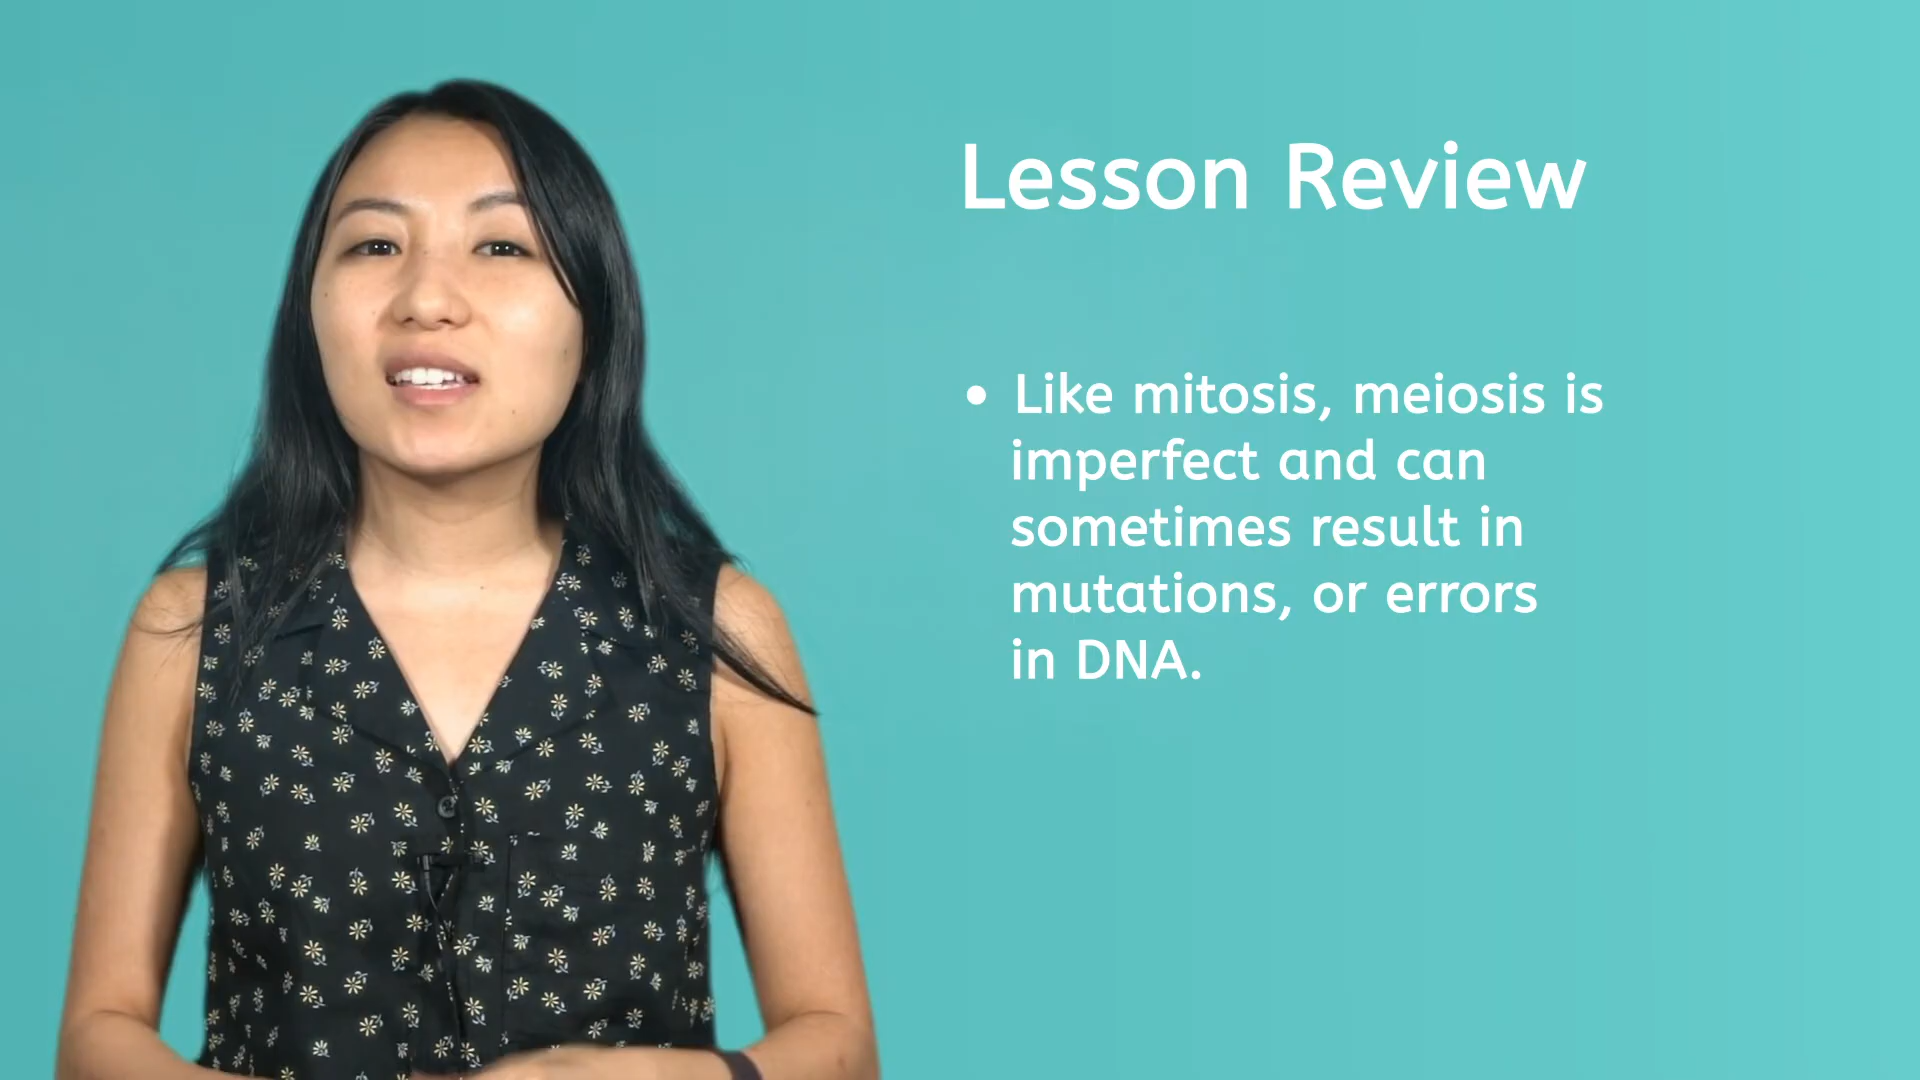 Lesson Review
• Like mitosis, meiosis is
imperfect and can
sometimes result in
mutations, or errors
in DNA.